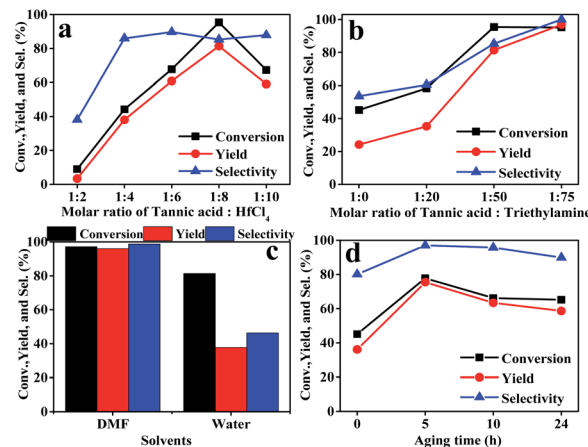 a
Conv.,Yield, and Sel. (%)
100
80
60
40
20
0
Conversion
Yield
Selectivity
1:2 1:4 1:6 1:8 1:10
Molar ratio of Tannic acid : HfCl4
b
Conv.,Yield, and Sel. (%)
100
80
60
40
20
0
Conversion
Yield
Selectivity
1:0 1:20 1:50 1:75
Molar ratio of Tannic acid : Triethylamine
Conversion Yield Selectivity
c
Conv.,Yield, and Sel. (%)
100
80
60
40
20
0
DMF Water
Solvents
d
Conv.,Yield, and Sel. (%)
100
80
60
40
20
0
Conversion
Yield
Selectivity
0 5 10 24
Aging time (h)